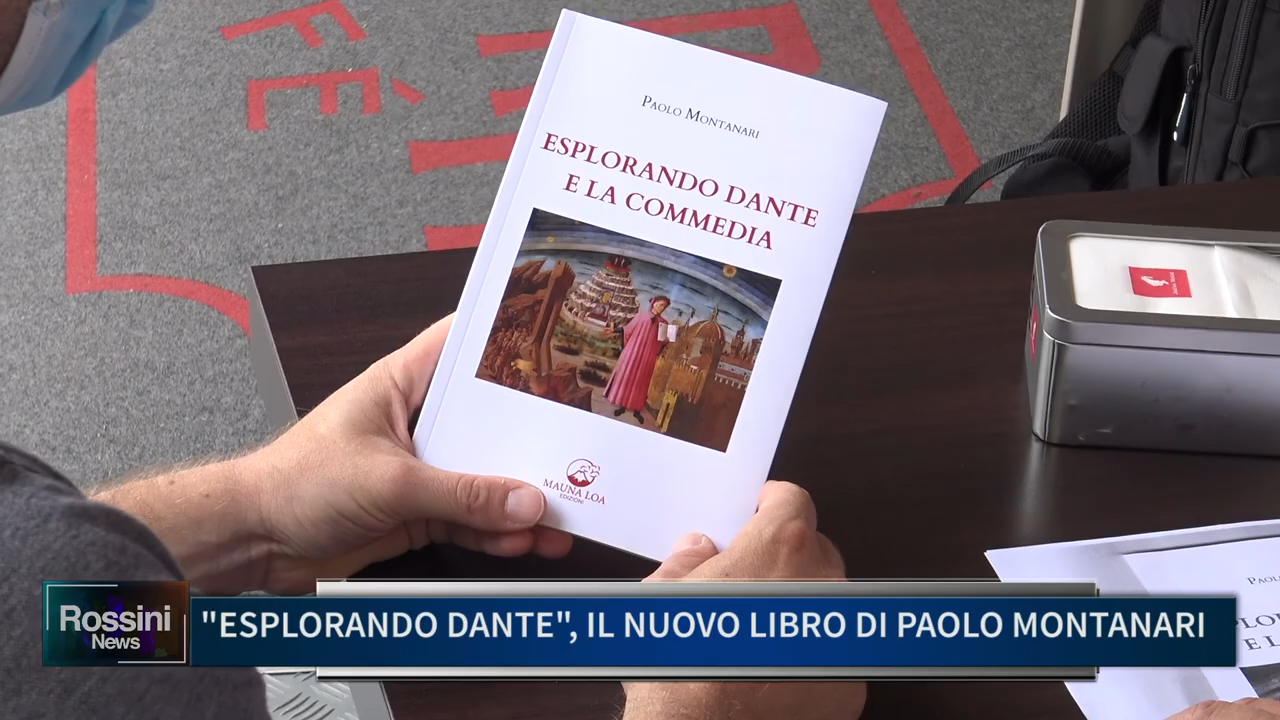 PAOLO MONTANARI
ESPLORANDO DANTE
E LA COMMEDIA
MAUNA LOA
EDIZIONI
Rossini
News
"ESPLORANDO DANTE", IL NUOVO LIBRO DI PAOLO MONTANARI